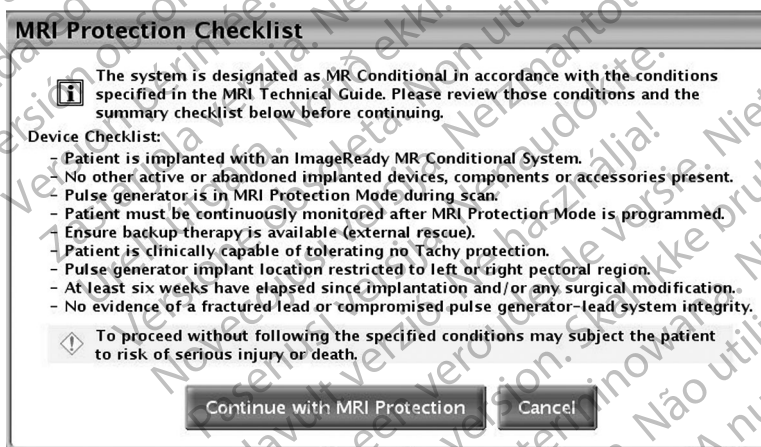 MRI Protection Checklist
The system is designated as MR Conditional in accordance with the conditions
specified in the MRI Technical Guide. Please review those conditions and the
summary checklist below before continuing.
Device Checklist:
- Patient is implanted with an ImageReady MR Conditional System.
- No other active or abandoned implanted devices, components or accessories present.
- Pulse generator is in MRI Protection Mode during scan.
- Patient must be continuously monitored after MRI Protection Mode is programmed.
- Ensure backup therapy is available (external rescue).
- Patient is clinically capable of tolerating no Tachy protection.
- Pulse generator implant location restricted to left or right pectoral region.
- At least six weeks have elapsed since implantation and/or any surgical modification.
- No evidence of a fractured lead or compromised pulse generator-lead system integrity.
To proceed without following the specified conditions may subject the patient
to risk of serious injury or death.
Continue with MRI Protection
Cancel